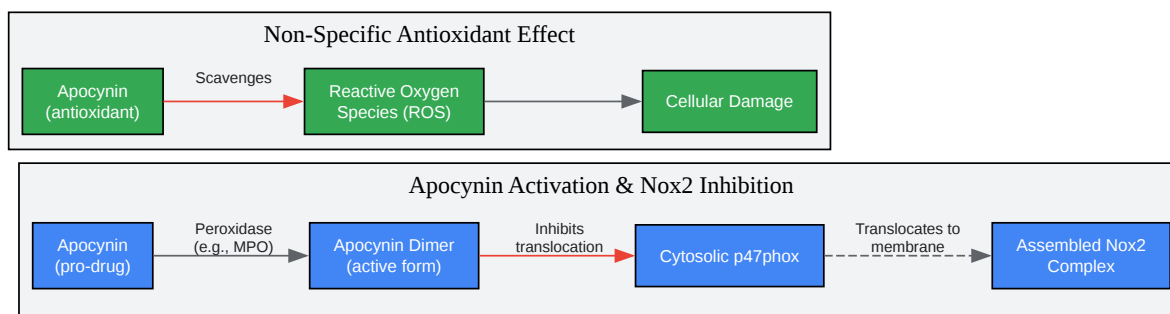 Non-Specific Antioxidant Effect
Apocynin
(antioxidant)
Scavenges
Reactive Oxygen
Species (ROS)
Cellular Damage
Apocynin Activation & Nox2 Inhibition
Apocynin
(pro-drug)
Peroxidase
(e.g., MPO)
Apocynin Dimer
(active form)
Inhibits
translocation
Cytosolic p47phox
Translocates to
membrane
Assembled Nox2
Complex